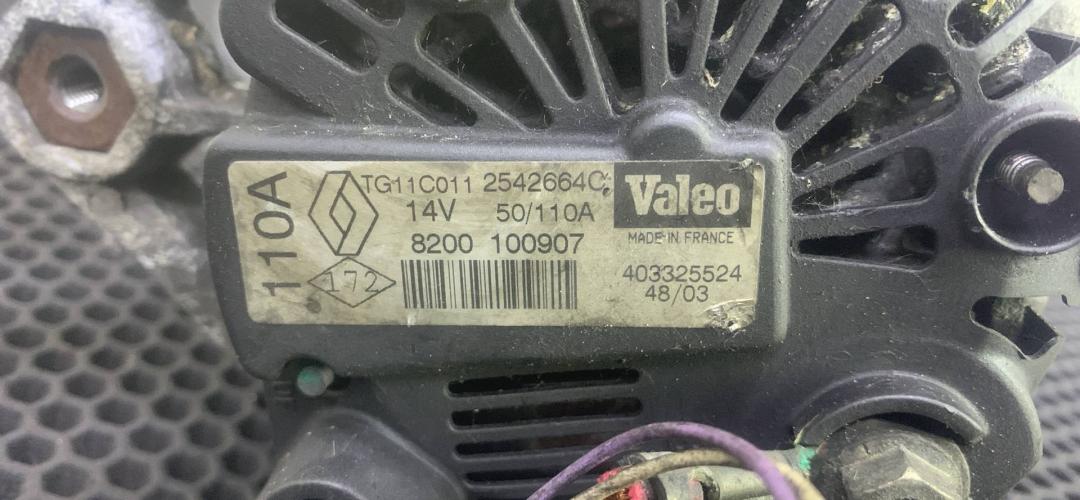 110A
TG11C011 2542664C
14V 50/110A
8200 100907
172
Valeo
MADE IN FRANCE
403325524
48/03